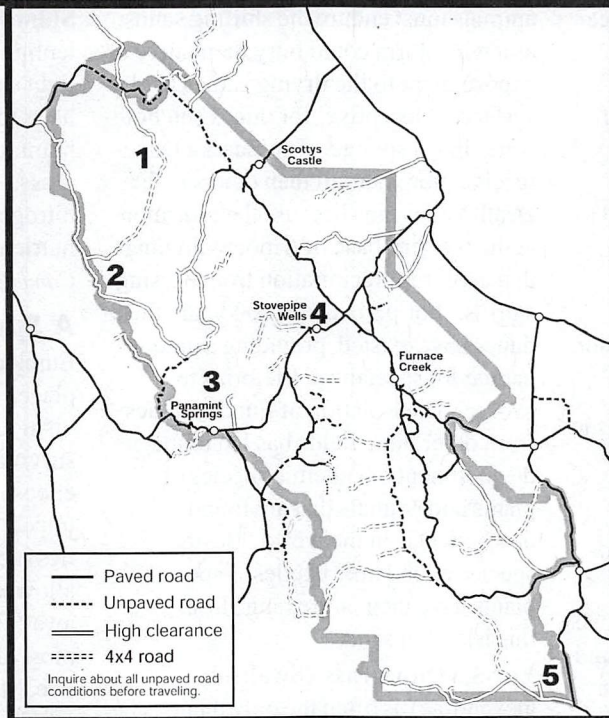 1
Scottys
Castle
2
Stovepipe
Wells
4
Furnace
Creek
3
Panamint
Springs
Paved road
Unpaved road
High clearance
4x4 road
Inquire about all unpaved road
conditions before traveling.
5